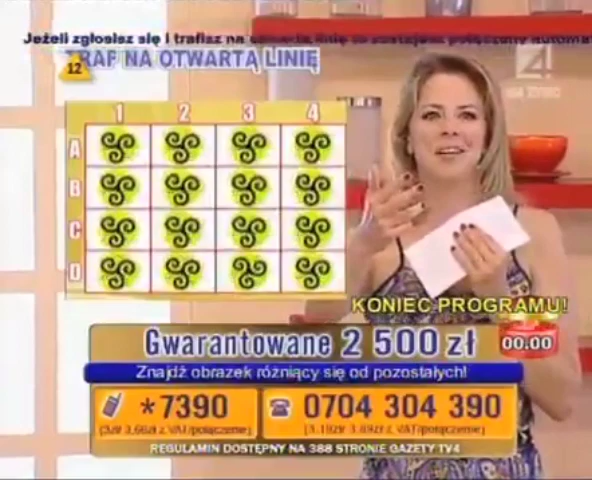 Jeżeli zgłosisz się i trafisz na
TRAF NA OTWARTĄ LINIĘ
12
4
NA ŻYWO
1 2 3 4
A
B
C
D
KONIEC PROGRAMU!
Gwarantowane 2 500 zł
00.00
Znajdź obrazek różniący się od pozostałych!
*7390
0704 304 390
REGULAMIN DOSTĘPNY NA 388 STRONIE GAZETY TV4